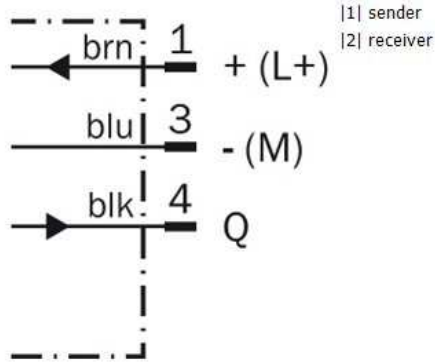 |1| sender
|2| receiver
brn 1 + (L+)
blu 3 - (M)
blk 4 Q